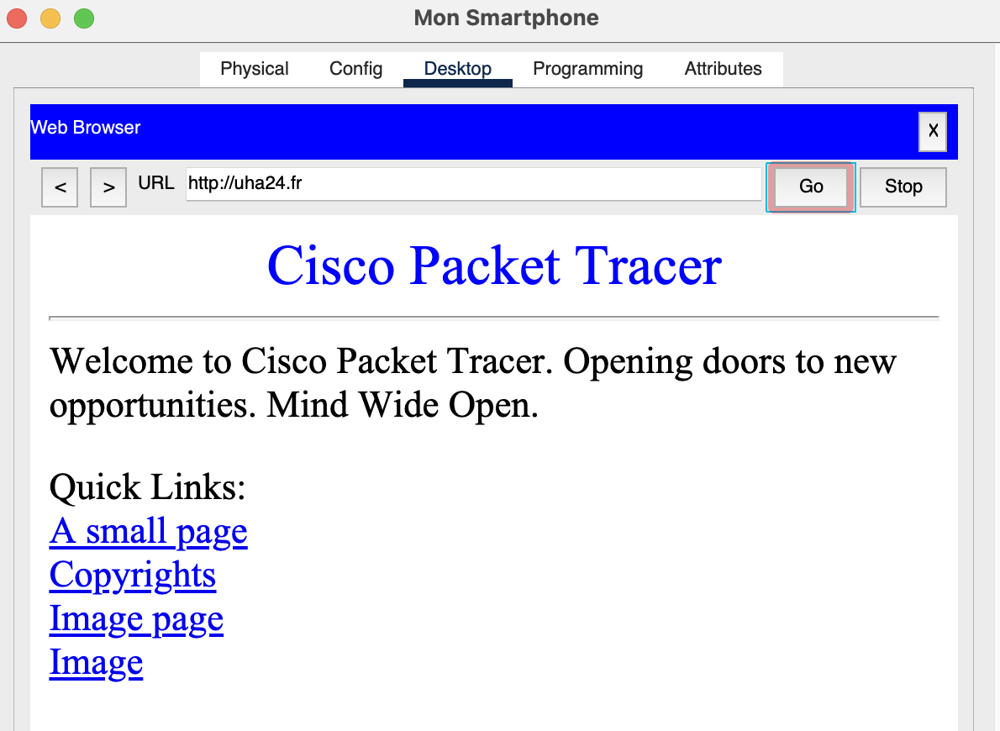 Mon Smartphone
Physical Config Desktop Programming Attributes
Web Browser
X
< > URL http://uha24.fr Go Stop
Cisco Packet Tracer
Welcome to Cisco Packet Tracer. Opening doors to new
opportunities. Mind Wide Open.
Quick Links:
A small page
Copyrights
Image page
Image